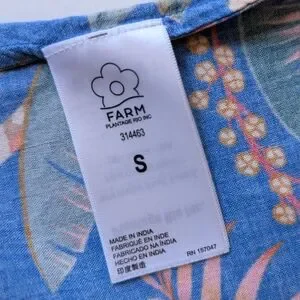 FARM
PLANTAGE RIO INC
314463
S
MADE IN INDIA
FABRIQUÉ EN INDE
FABRICADO NA ÍNDIA
HECHO EN INDIA
印度製造
RN 157047